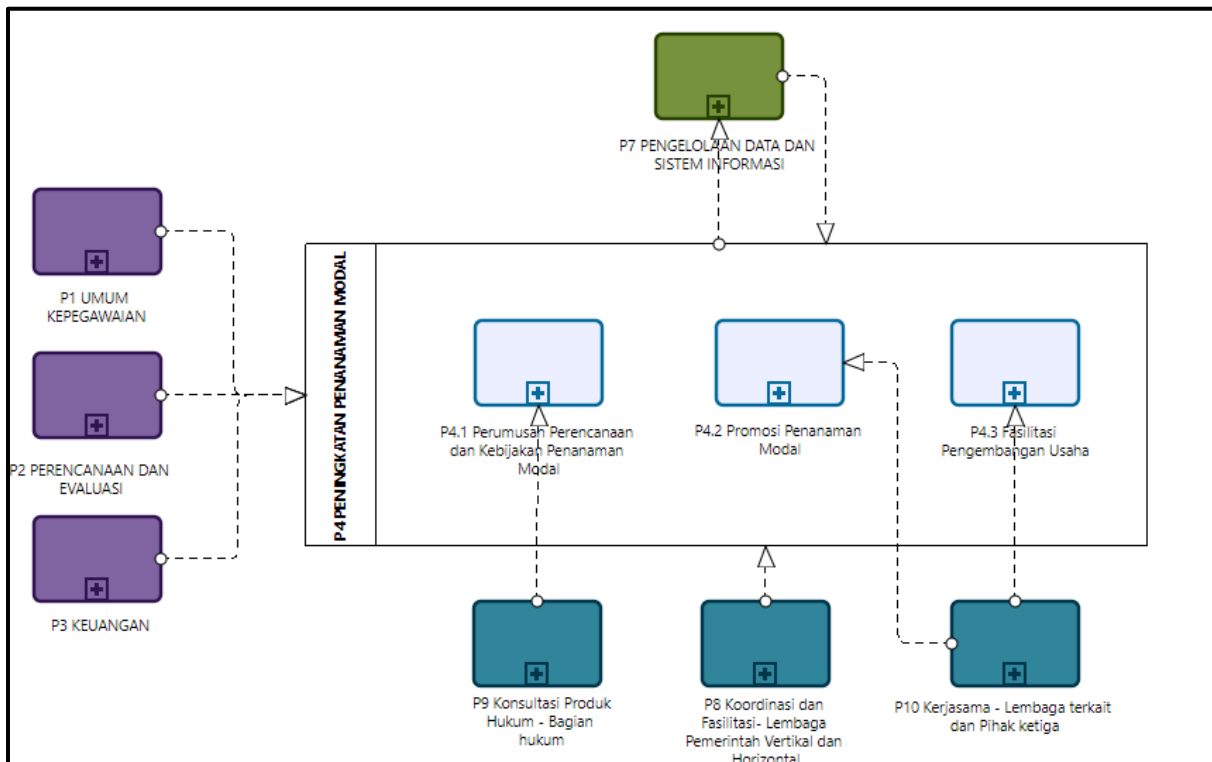 P7 PENGELOLAAN DATA DAN
SISTEM INFORMASI
P1 UMUM
KEPEGAWAIAN
P2 PERENCANAAN DAN
EVALUASI
P3 KEUANGAN
P4 PENINGKATAN PENANAMAN MODAL
P4.1 Perumusan Perencanaan
dan Kebijakan Penanaman
Modal
P4.2 Promosi Penanaman
Modal
P4.3 Fasilitasi
Pengembangan Usaha
P9 Konsultasi Produk
Hukum - Bagian
hukum
P8 Koordinasi dan
Fasilitasi- Lembaga
Pemerintah Vertikal dan
Horizontal
P10 Kerjasama - Lembaga terkait
dan Pihak ketiga